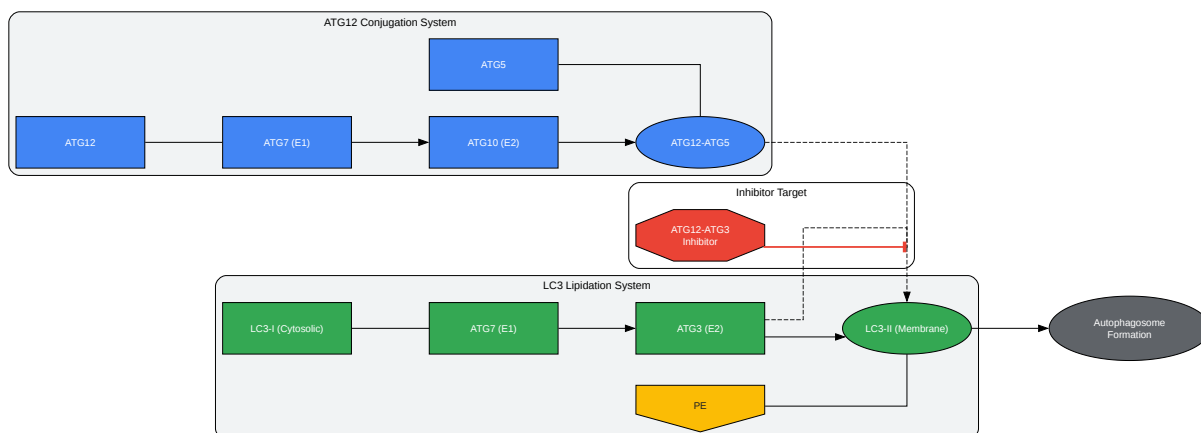 ATG12 Conjugation System
ATG5
ATG12
ATG7 (E1)
ATG10 (E2)
ATG12-ATG5
Inhibitor Target
ATG12-ATG3
Inhibitor
LC3 Lipidation System
LC3-I (Cytosolic)
ATG7 (E1)
ATG3 (E2)
LC3-II (Membrane)
Autophagosome
Formation
PE